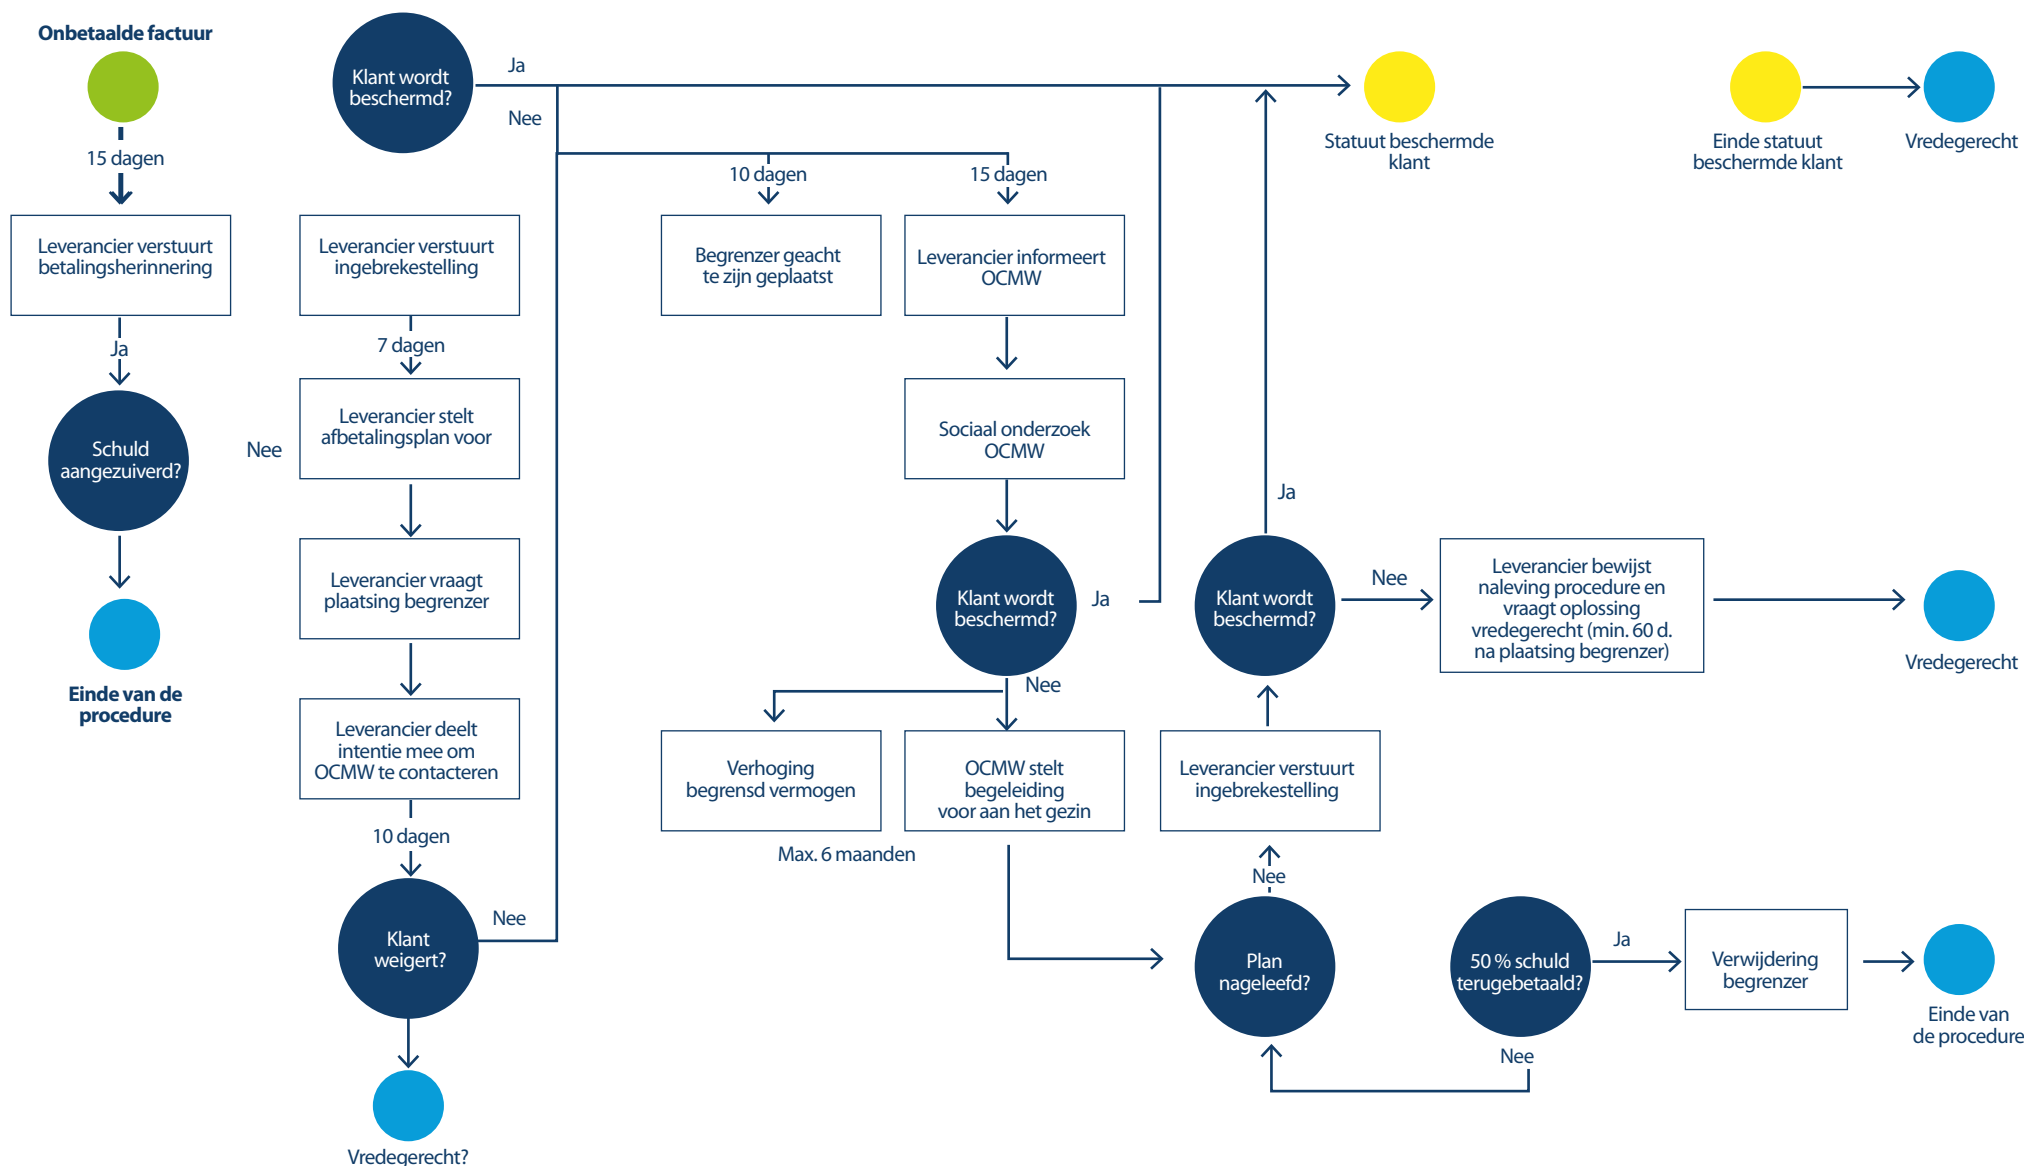 Onbetaalde factuur
15 dagen
Leverancier verstuurt
betalingsherinnering
Ja
Schuld
aangezuiverd?
Einde van de
procedure
Nee
Klant wordt
beschermd?
Ja
Nee
Leverancier verstuurt
ingebrekestelling
7 dagen
Leverancier stelt
afbetalingsplan voor
Leverancier vraagt
plaatsing begrenzer
Leverancier deelt
intentie mee om
OCMW te contacteren
10 dagen
Klant
weigert?
Nee
Vredegerecht?
10 dagen
Begrenzer geacht
te zijn geplaatst
15 dagen
Leverancier informeert
OCMW
Sociaal onderzoek
OCMW
Klant wordt
beschermd?
Ja
Nee
Verhoging
begrensd vermogen
OCMW stelt
begeleiding
voor aan het gezin
Max. 6 maanden
Statuut beschermde
klant
Ja
Klant wordt
beschermd?
Nee
Leverancier verstuurt
ingebrekestelling
Nee
Plan
nageleefd?
Leverancier bewijst
naleving procedure en
vraagt oplossing
vredegerecht (min. 60 d.
na plaatsing begrenzer)
Vredegerecht
50 % schuld
terugbetaald?
Ja
Nee
Verwijdering
begrenzer
Einde van
de procedure
Einde statuut
beschermde klant
Vredegerecht